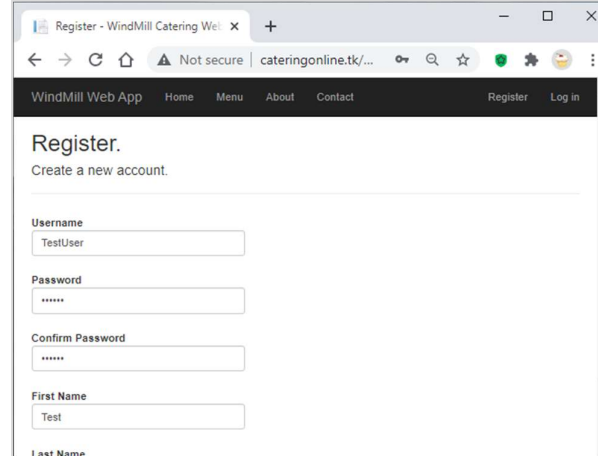 Register - WindMill Catering Web
Not secure | cateringonline.tk/...
WindMill Web App Home Menu About Contact Register Log in
Register.
Create a new account.
Username
TestUser
Password
••••••
Confirm Password
••••••
First Name
Test
Last Name